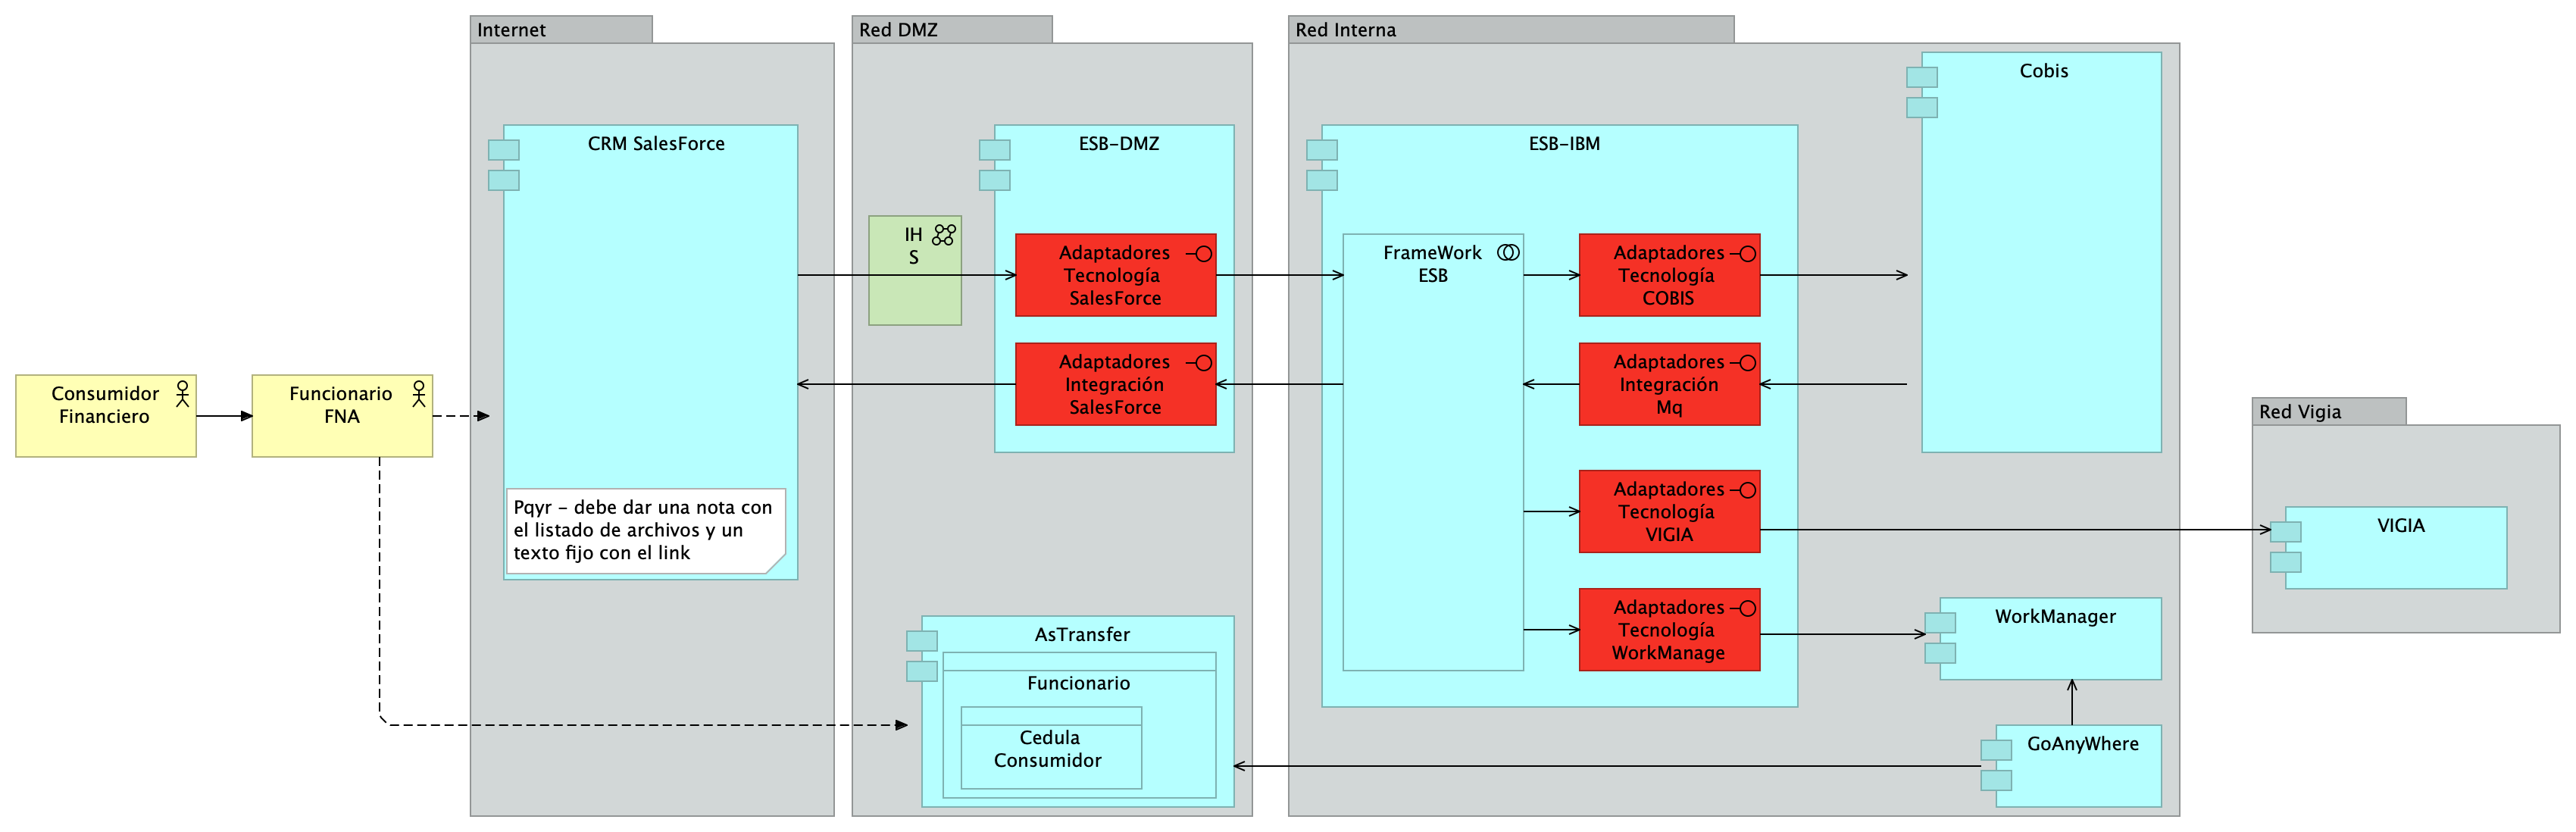 Internet
Red DMZ
Red Interna
Cobis
CRM SalesForce
ESB-DMZ
ESB-IBM
IH
S
Adaptadores
Tecnología
SalesForce
FrameWork
ESB
Adaptadores
Tecnología
COBIS
Adaptadores
Integración
SalesForce
Adaptadores
Integración
Mq
Consumidor
Financiero
Funcionario
FNA
Red Vigia
Pqyr - debe dar una nota con
el listado de archivos y un
texto fijo con el link
Adaptadores
Tecnología
VIGIA
VIGIA
AsTransfer
Funcionario
Cedula
Consumidor
Adaptadores
Tecnología
WorkManage
WorkManager
GoAnyWhere